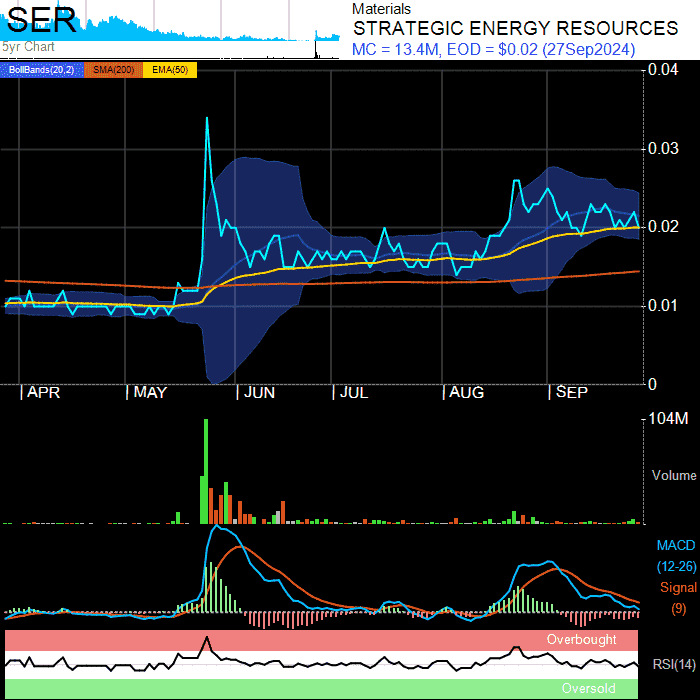 SER
5yr Chart
Materials
STRATEGIC ENERGY RESOURCES
MC = 13.4M, EOD = $0.02 (27Sep2024)
BollBands(20,2) SMA(200) EMA(50)
0.04
0.03
0.02
0.01
0
APR MAY JUN JUL AUG SEP
104M
Volume
MACD
(12-26)
Signal
(9)
Overbought
RSI(14)
Oversold